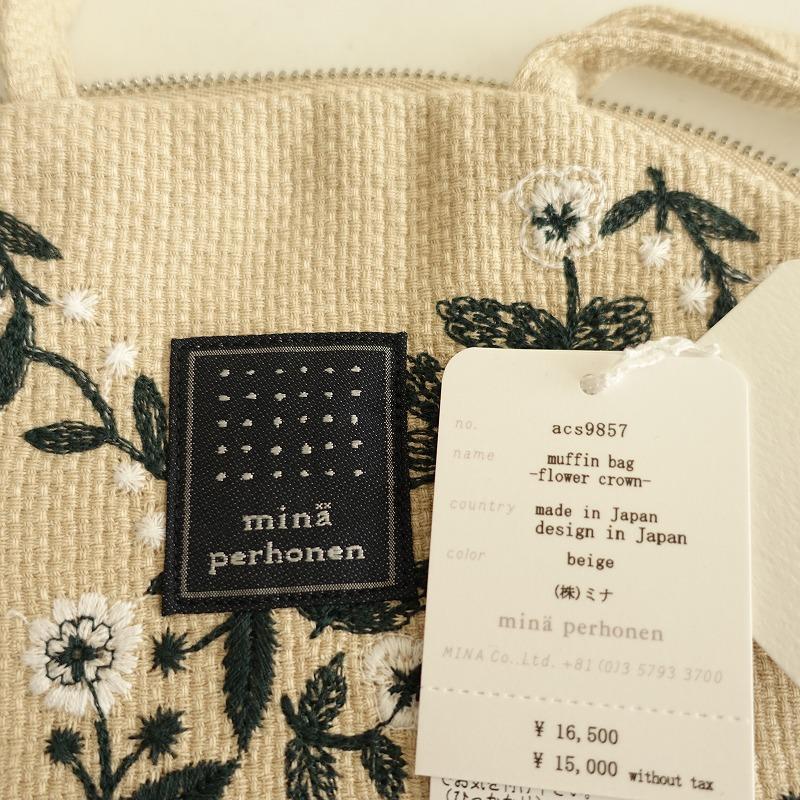 minä
perhonen
no. acs9857
name muffin bag
-flower crown-
country made in Japan
design in Japan
color beige
(株)ミナ
minä perhonen
MINA Co.,Ltd. +81(0)3 5793 3700
¥ 16,500
¥ 15,000 without tax